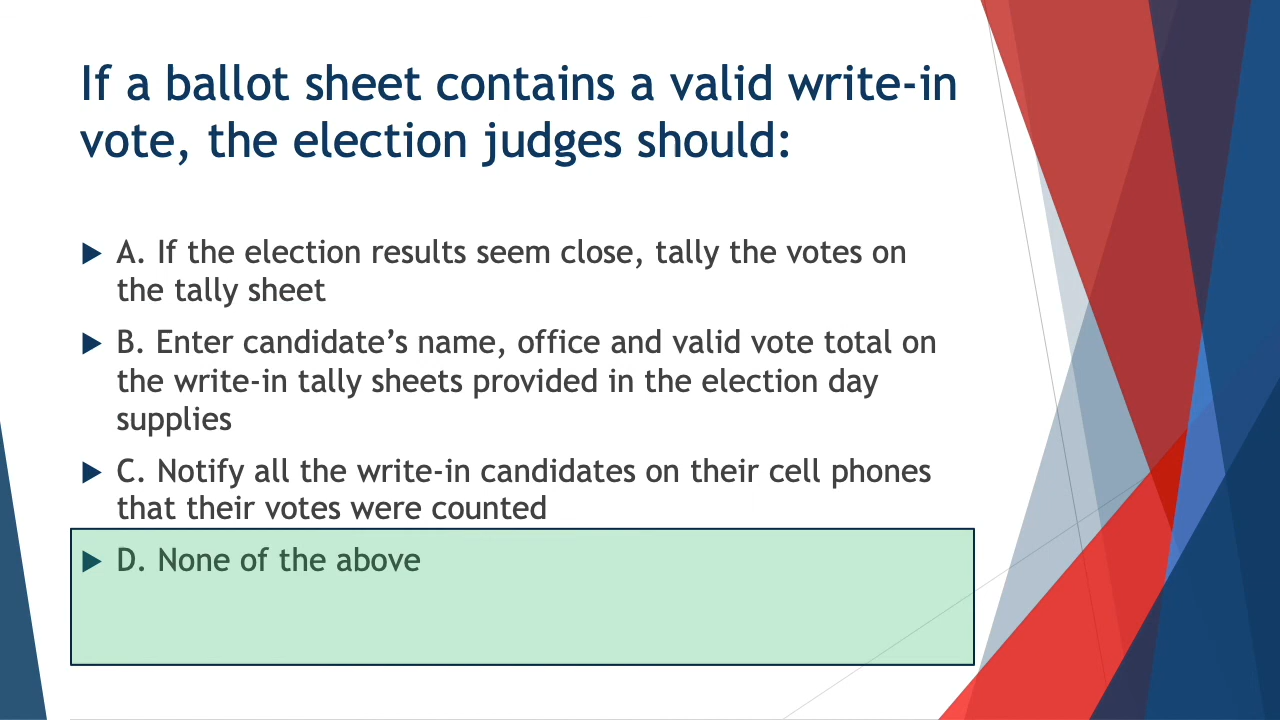 If a ballot sheet contains a valid write-in
vote, the election judges should:
A. If the election results seem close, tally the votes on
the tally sheet
B. Enter candidate’s name, office and valid vote total on
the write-in tally sheets provided in the election day
supplies
C. Notify all the write-in candidates on their cell phones
that their votes were counted
D. None of the above